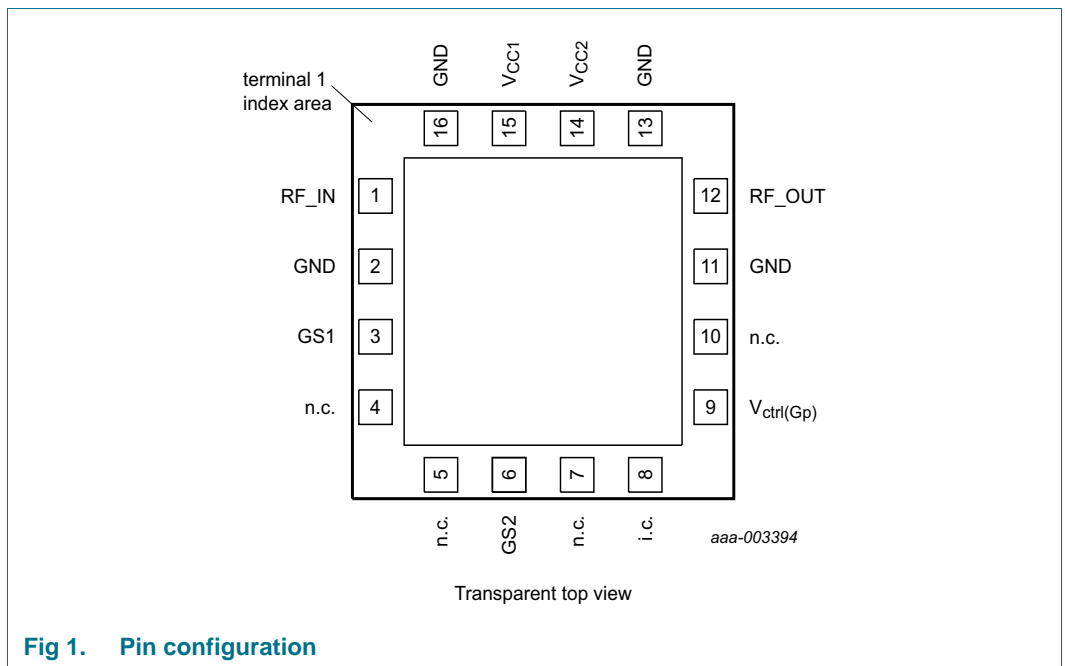 GND VCC1 VCC2 GND
terminal 1
index area
16 15 14 13
RF_IN 1 12 RF_OUT
GND 2 11 GND
GS1 3 10 n.c.
n.c. 4 9 Vctrl(Gp)
5 6 7 8
n.c. GS2 n.c. i.c.
aaa-003394
Transparent top view
Fig 1. Pin configuration